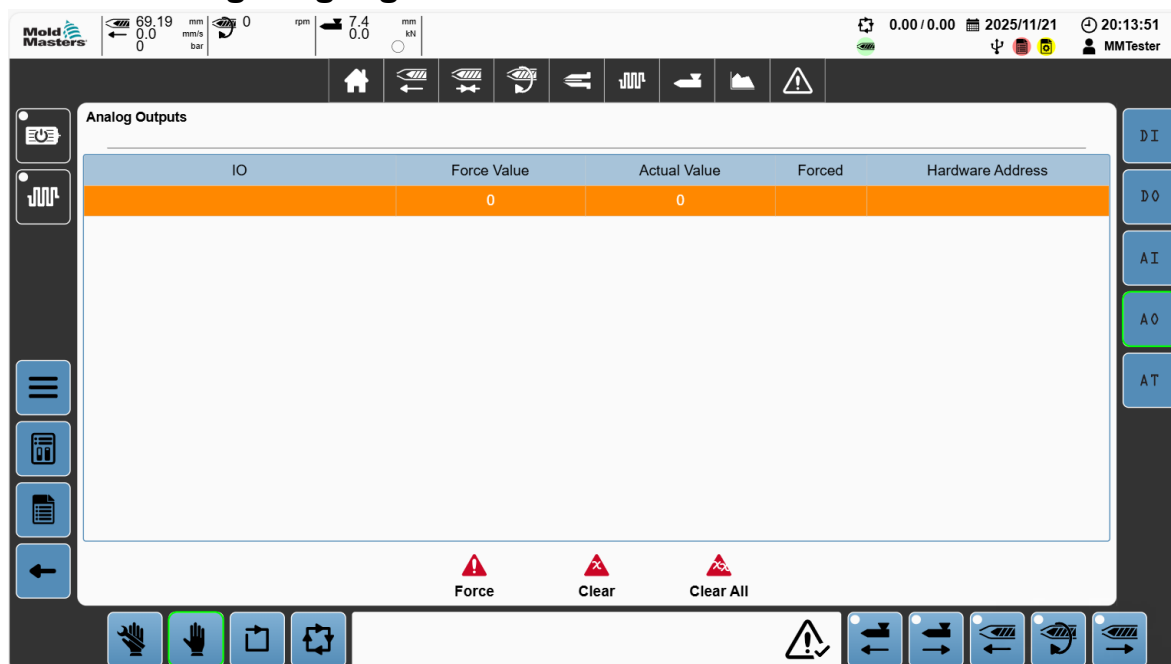 Mold
Masters
69.19 mm
0.0 mm/s
0 bar
0 rpm
7.4 mm
0.0 kN
0.00 / 0.00 2025/11/21 20:13:51
MMTester
Analog Outputs
IO Force Value Actual Value Forced Hardware Address
0 0
DI
DO
AI
AO
AT
Force Clear Clear All